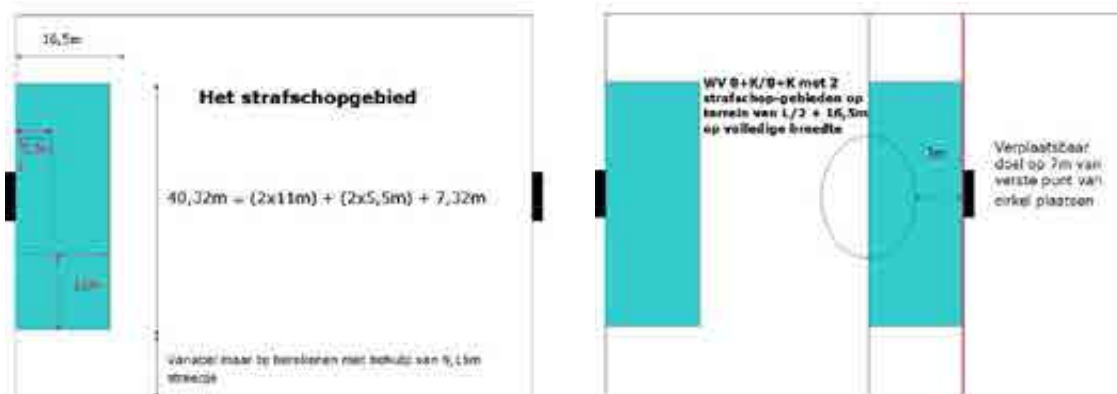 16,5m
Het strafschopgebied
5,5m
40,32m = (2x11m) + (2x5,5m) + 7,32m
11m
Variabel maar te berekenen met behulp van 9,15m
streepje
WV 8+K/8+K met 2
strafschop-gebieden op
terrein van L/2 + 16,5m
op volledige breedte
7m
Verplaatsbaar
doel op 7m van
verste punt van
cirkel plaatsen